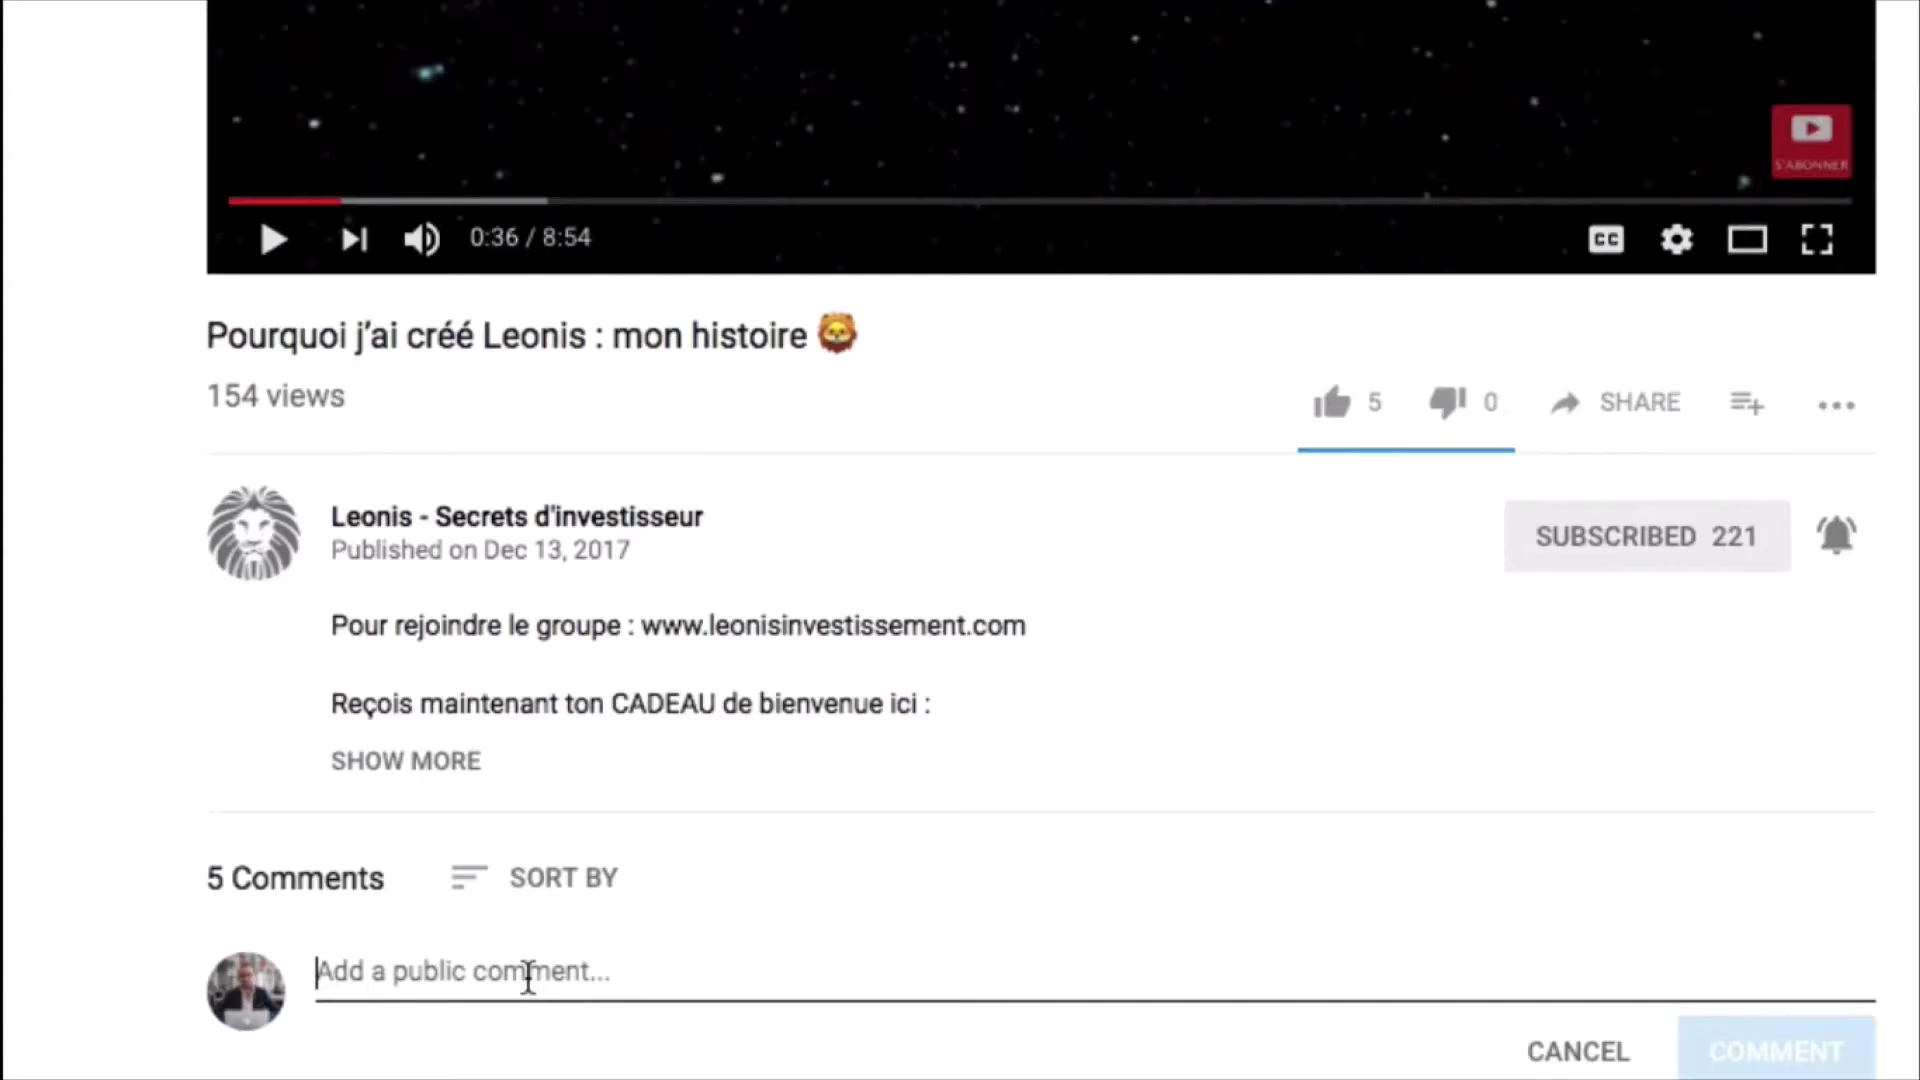 S'ABONNER
0:36 / 8:54
CC
Pourquoi j'ai créé Leonis : mon histoire
154 views
5
0
SHARE
Leonis - Secrets d'investisseur
Published on Dec 13, 2017
SUBSCRIBED 221
Pour rejoindre le groupe : www.leonisinvestissement.com
Reçois maintenant ton CADEAU de bienvenue ici :
SHOW MORE
5 Comments
SORT BY
Add a public comment...
CANCEL
COMMENT